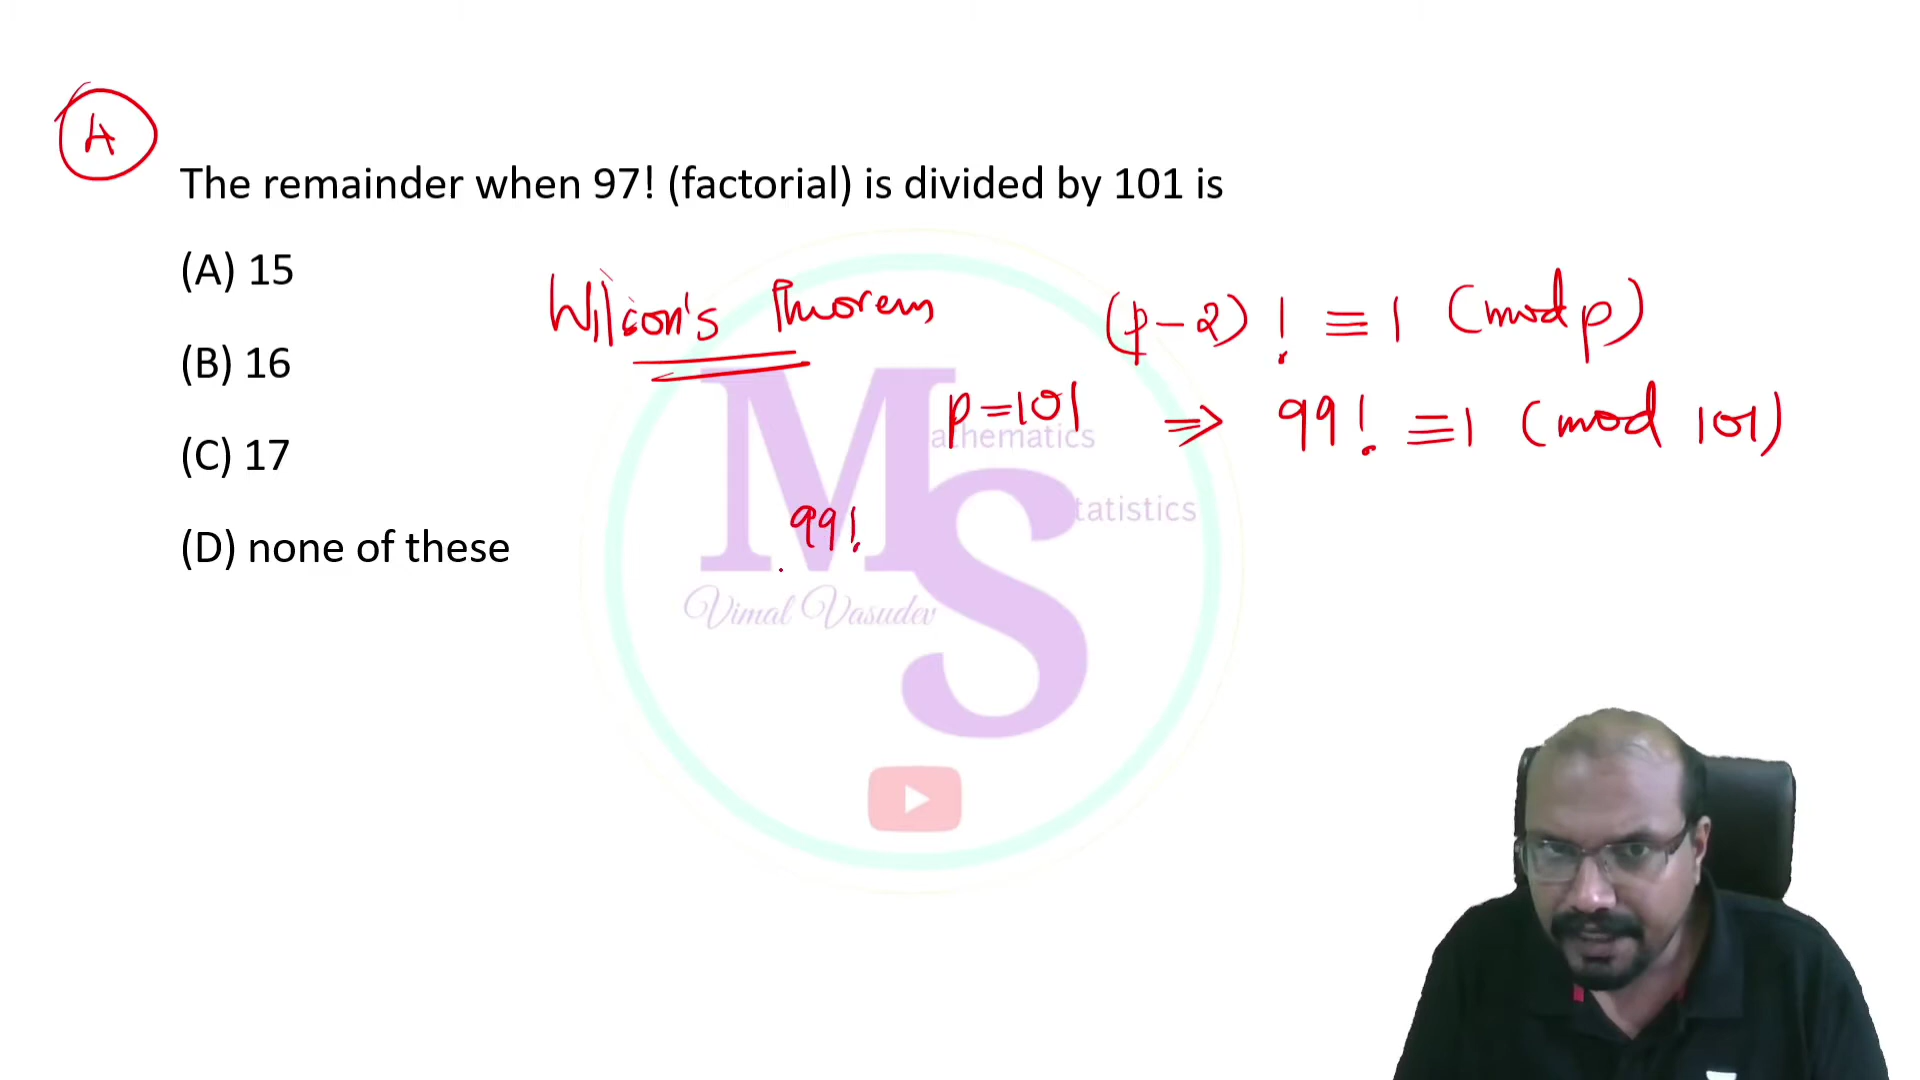 A
The remainder when 97! (factorial) is divided by 101 is
(A) 15
(B) 16
(C) 17
(D) none of these
Wilson's Theorem
(p-2)! ≡ 1 (mod p)
p=101 ⇒ 99! ≡ 1 (mod 101)
99!
M
athematics
S
tatistics
Vimal Vasudev